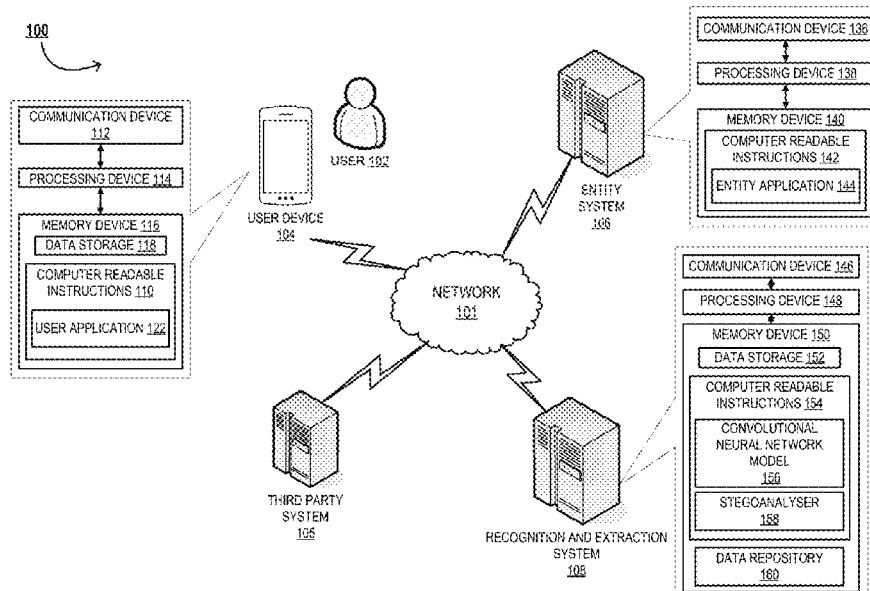 100
COMMUNICATION DEVICE
112
PROCESSING DEVICE 114
MEMORY DEVICE 116
DATA STORAGE 118
COMPUTER READABLE
INSTRUCTIONS 110
USER APPLICATION 122
USER 102
USER DEVICE
104
ENTITY
SYSTEM
106
COMMUNICATION DEVICE 136
PROCESSING DEVICE 138
MEMORY DEVICE 140
COMPUTER READABLE
INSTRUCTIONS 142
ENTITY APPLICATION 144
NETWORK
101
THIRD PARTY
SYSTEM
105
RECOGNITION AND EXTRACTION
SYSTEM
108
COMMUNICATION DEVICE 146
PROCESSING DEVICE 148
MEMORY DEVICE 150
DATA STORAGE 152
COMPUTER READABLE
INSTRUCTIONS 154
CONVOLUTIONAL
NEURAL NETWORK
MODEL
156
STEGOANALYSER
158
DATA REPOSITORY
160